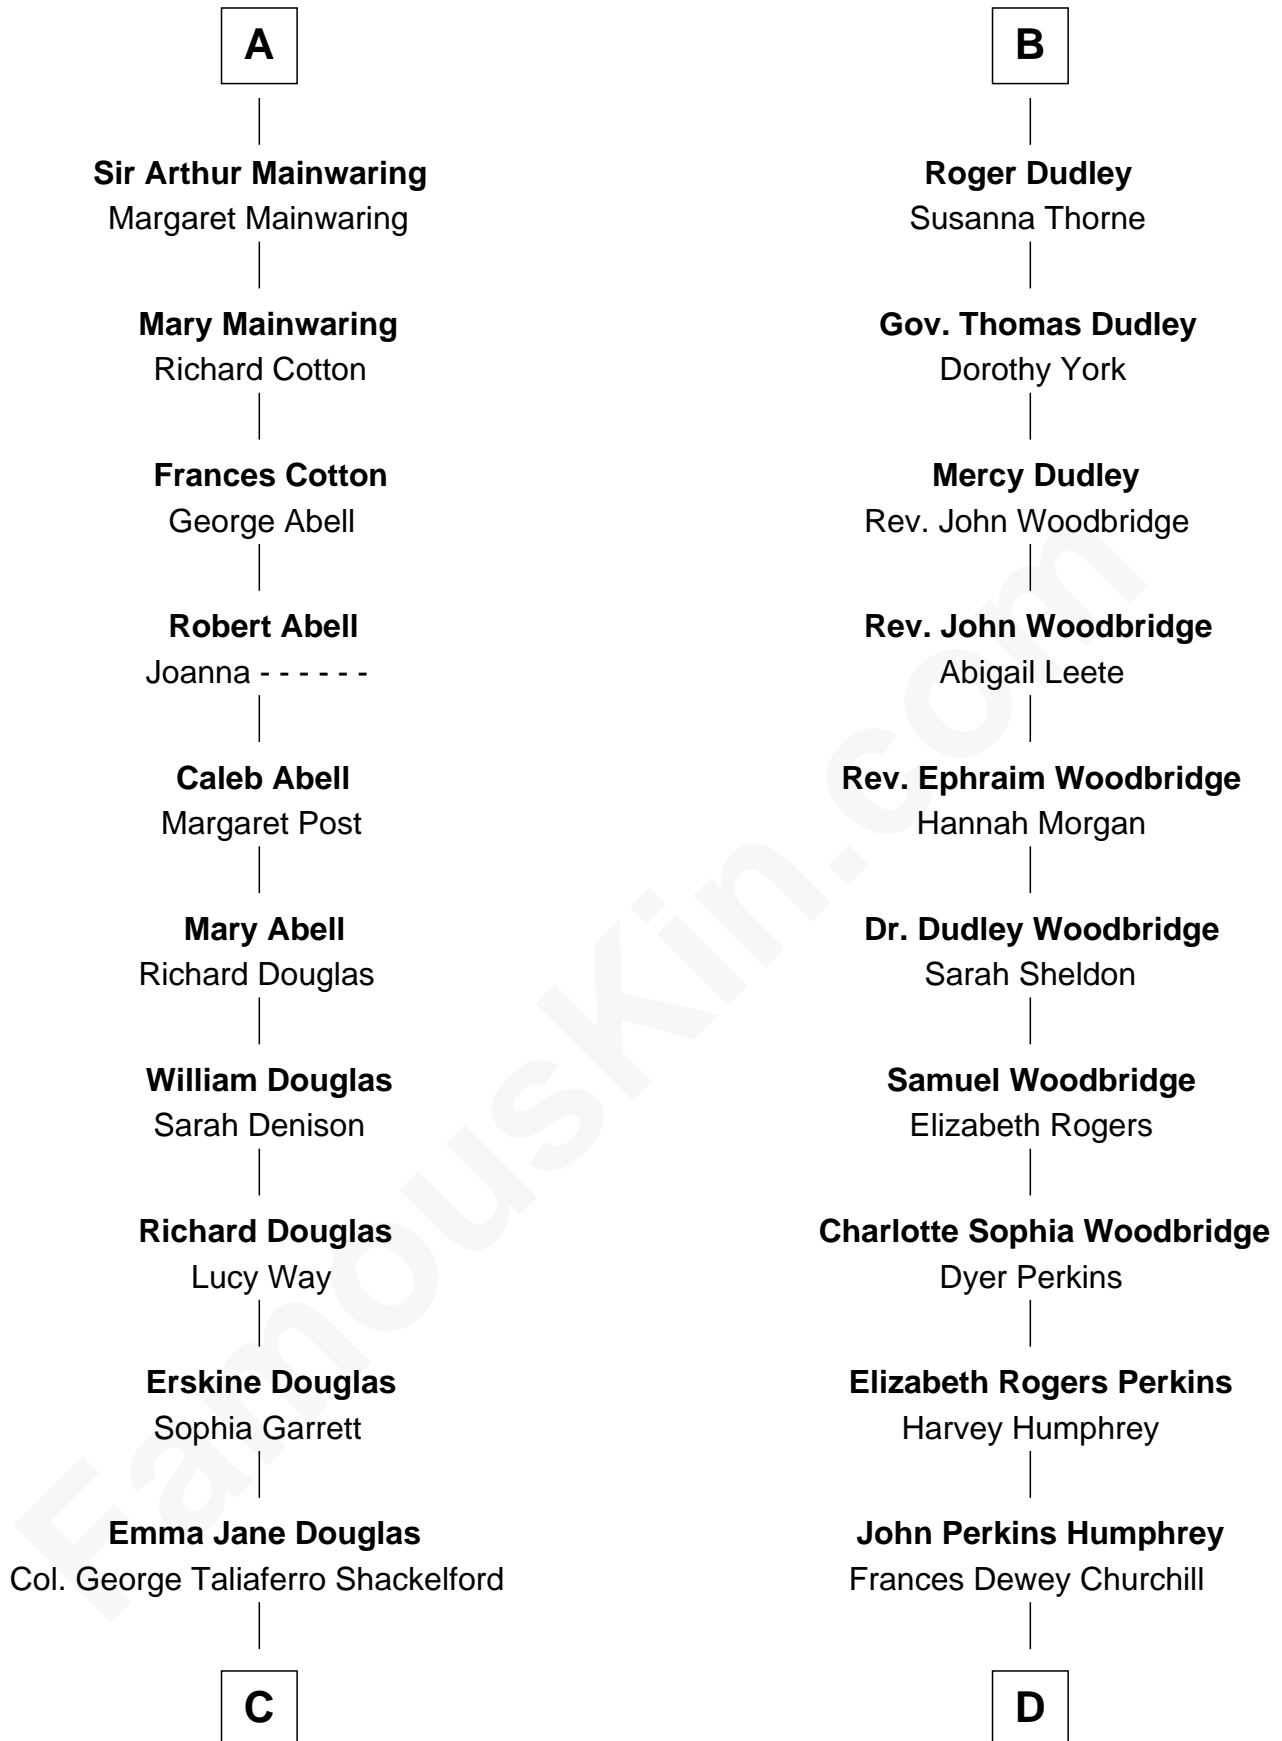 A
Sir Arthur Mainwaring
Margaret Mainwaring
Mary Mainwaring
Richard Cotton
Frances Cotton
George Abell
Robert Abell
Joanna - - - - - -
Caleb Abell
Margaret Post
Mary Abell
Richard Douglas
William Douglas
Sarah Denison
Richard Douglas
Lucy Way
Erskine Douglas
Sophia Garrett
Emma Jane Douglas
Col. George Taliaferro Shackelford
C
B
Roger Dudley
Susanna Thorne
Gov. Thomas Dudley
Dorothy York
Mercy Dudley
Rev. John Woodbridge
Rev. John Woodbridge
Abigail Leete
Rev. Ephraim Woodbridge
Hannah Morgan
Dr. Dudley Woodbridge
Sarah Sheldon
Samuel Woodbridge
Elizabeth Rogers
Charlotte Sophia Woodbridge
Dyer Perkins
Elizabeth Rogers Perkins
Harvey Humphrey
John Perkins Humphrey
Frances Dewey Churchill
D
FamousKin.com